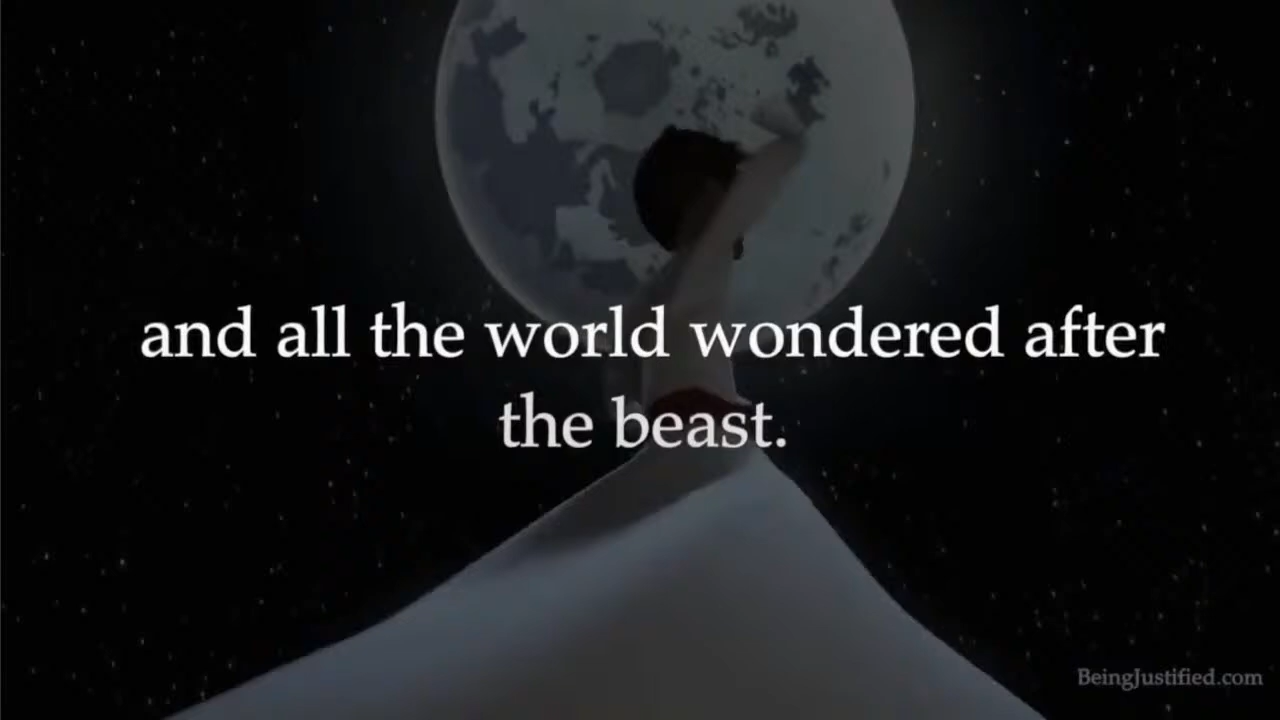 and all the world wondered after
the beast.
BeingJustified.com